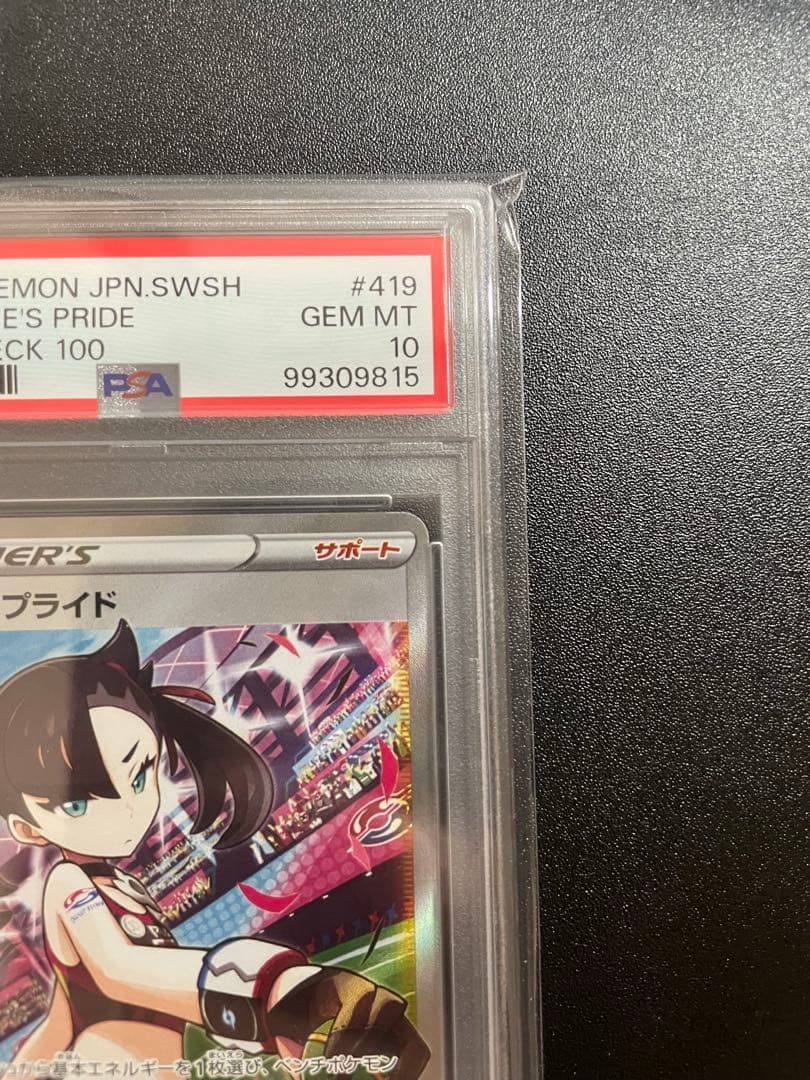 EMON JPN.SWSH #419
E'S PRIDE GEM MT
ECK 100 10
PSA 99309815
ER'S サポート
プライド
から基本エネルギーを1枚選び、ベンチポケモン